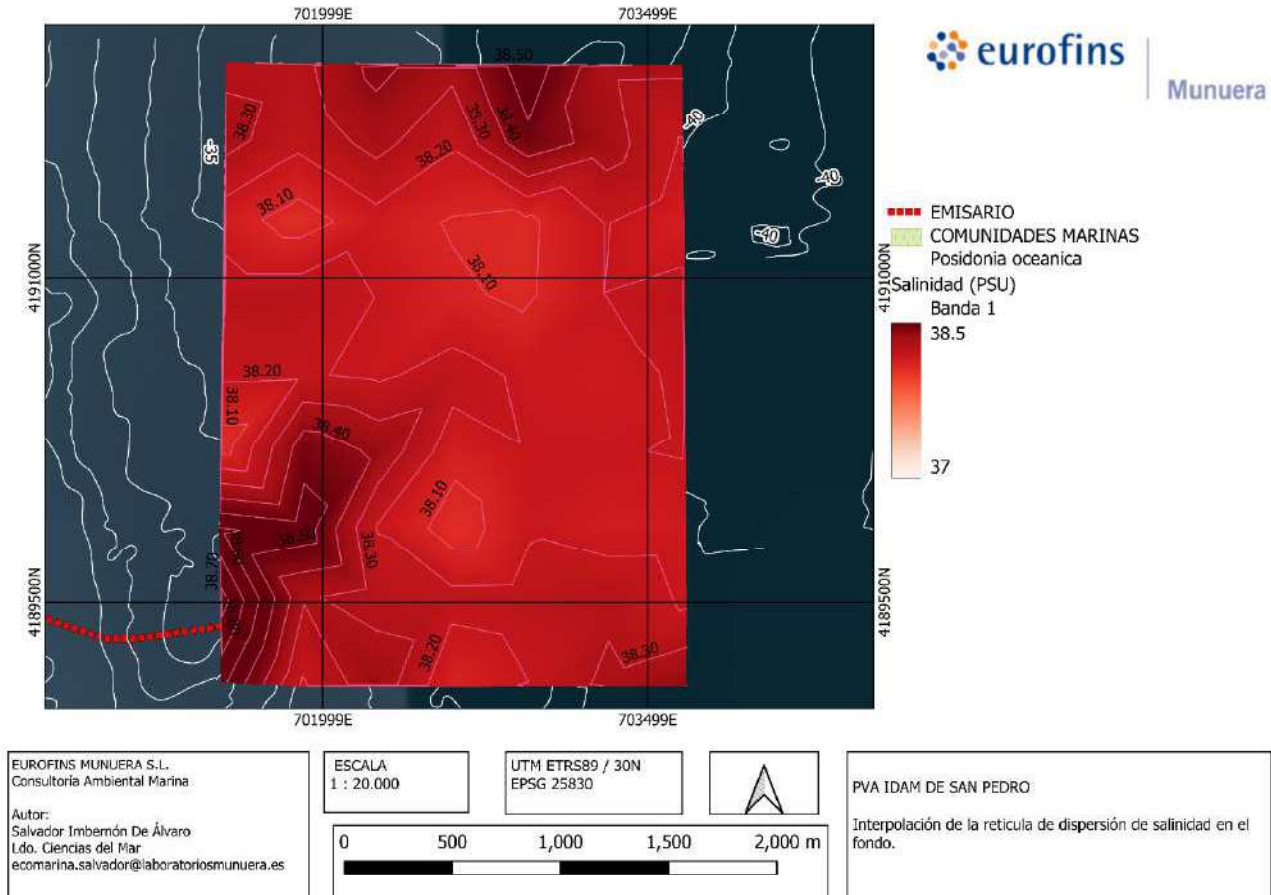 701999E
703499E
eurofins
Munuera
38.50
38.30
38.30
38.40
-35
38.20
-40
-40
-40
38.10
38.10
4191000N
4191000N
EMISARIO
COMUNIDADES MARINAS
Posidonia oceanica
Salinidad (PSU)
Banda 1
38.5
37
38.20
38.10
38.40
38.10
38.50
38.30
38.70
4189500N
4189500N
38.20
38.30
701999E
703499E
EUROFINS MUNUERA S.L.
Consultoría Ambiental Marina
Autor:
Salvador Imbernón De Álvaro
Ldo. Ciencias del Mar
ecomarina.salvador@laboratoriosmunuera.es
ESCALA
1 : 20.000
UTM ETRS89 / 30N
EPSG 25830
0 500 1,000 1,500 2,000 m
PVA IDAM DE SAN PEDRO
Interpolación de la reticula de dispersión de salinidad en el
fondo.